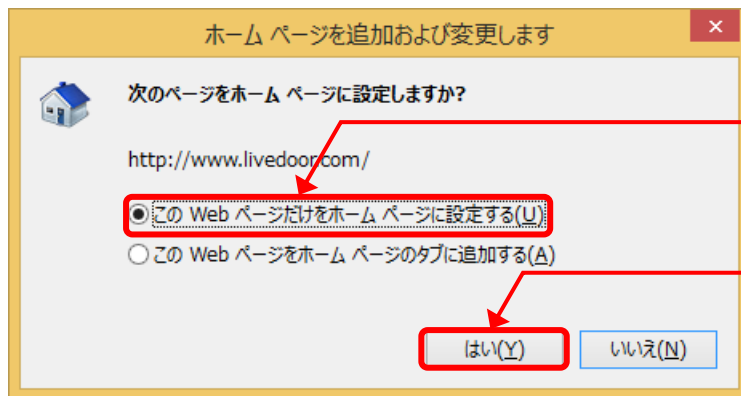 ホーム ページを追加および変更します
次のページをホーム ページに設定しますか?
http://www.livedoor.com/
この Web ページだけをホーム ページに設定する(U)
この Web ページをホーム ページのタブに追加する(A)
はい(Y)
いいえ(N)